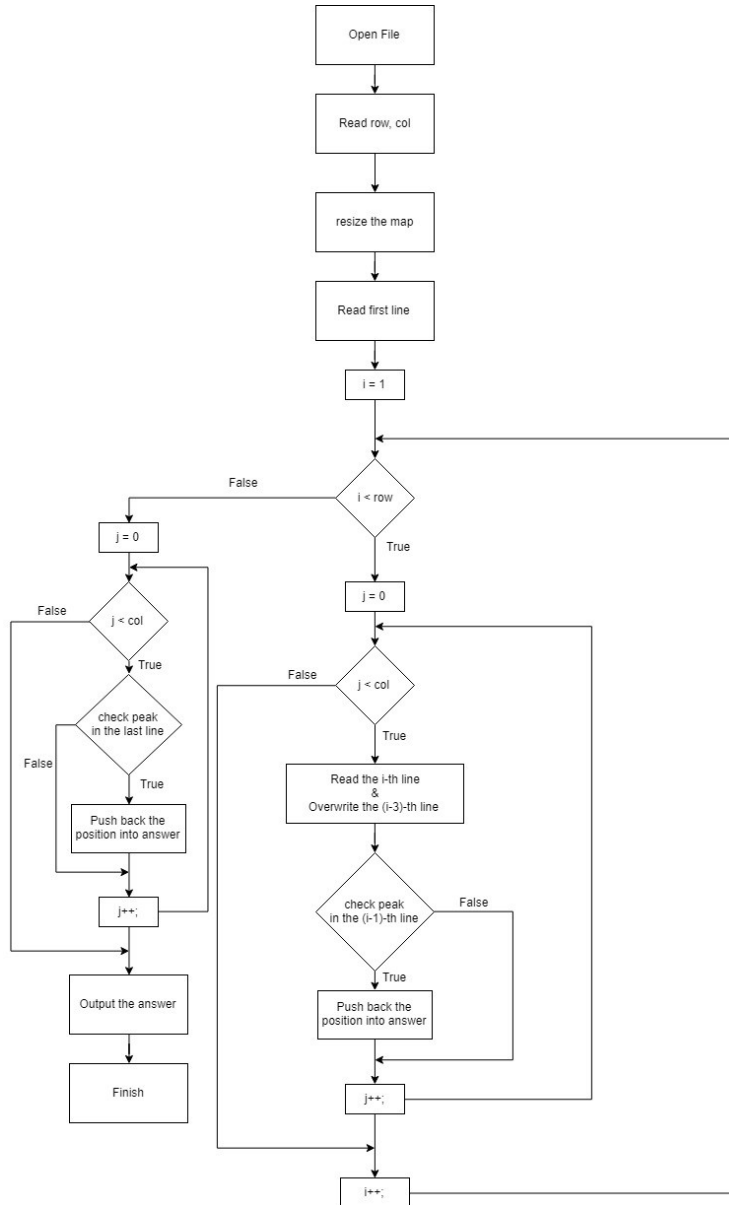 Open File
Read row, col
resize the map
Read first line
i = 1
i < row
False
True
j = 0
j < col
False
True
check peak
in the last line
False
True
Push back the
position into answer
j++;
Output the answer
Finish
j = 0
j < col
False
True
Read the i-th line
&
Overwrite the (i-3)-th line
check peak
in the (i-1)-th line
False
True
Push back the
position into answer
j++;
i++;